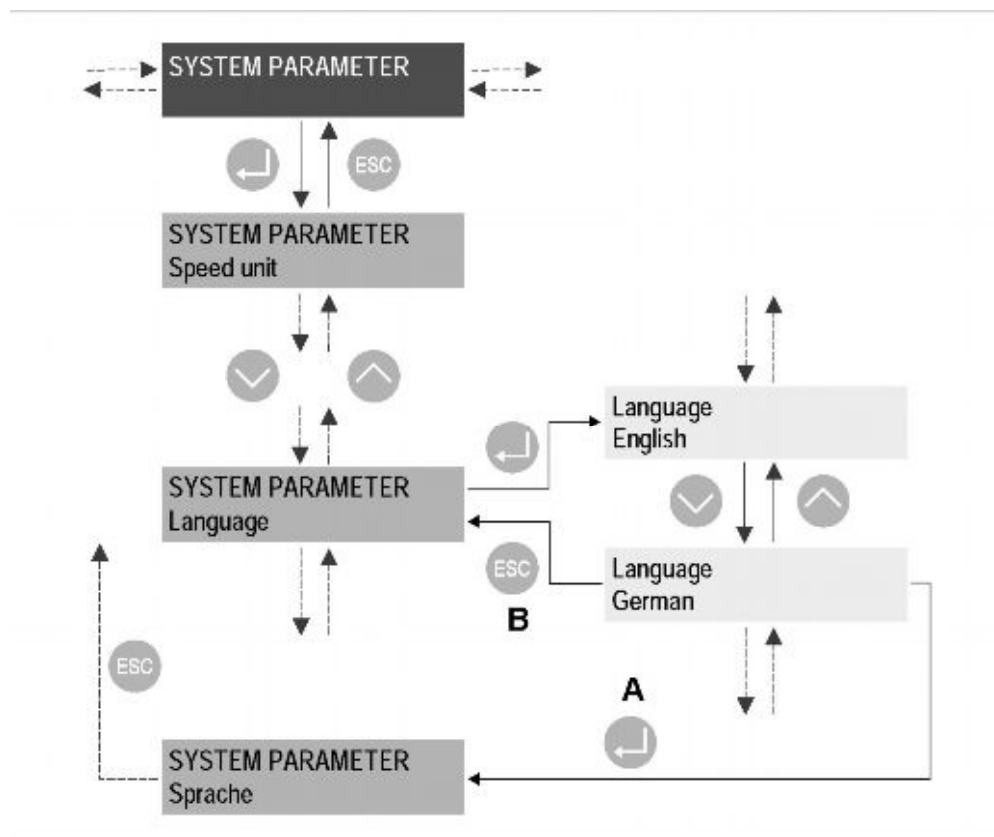 SYSTEM PARAMETER
ESC
SYSTEM PARAMETER
Speed unit
Language
English
SYSTEM PARAMETER
Language
ESC
B
Language
German
ESC
A
SYSTEM PARAMETER
Sprache